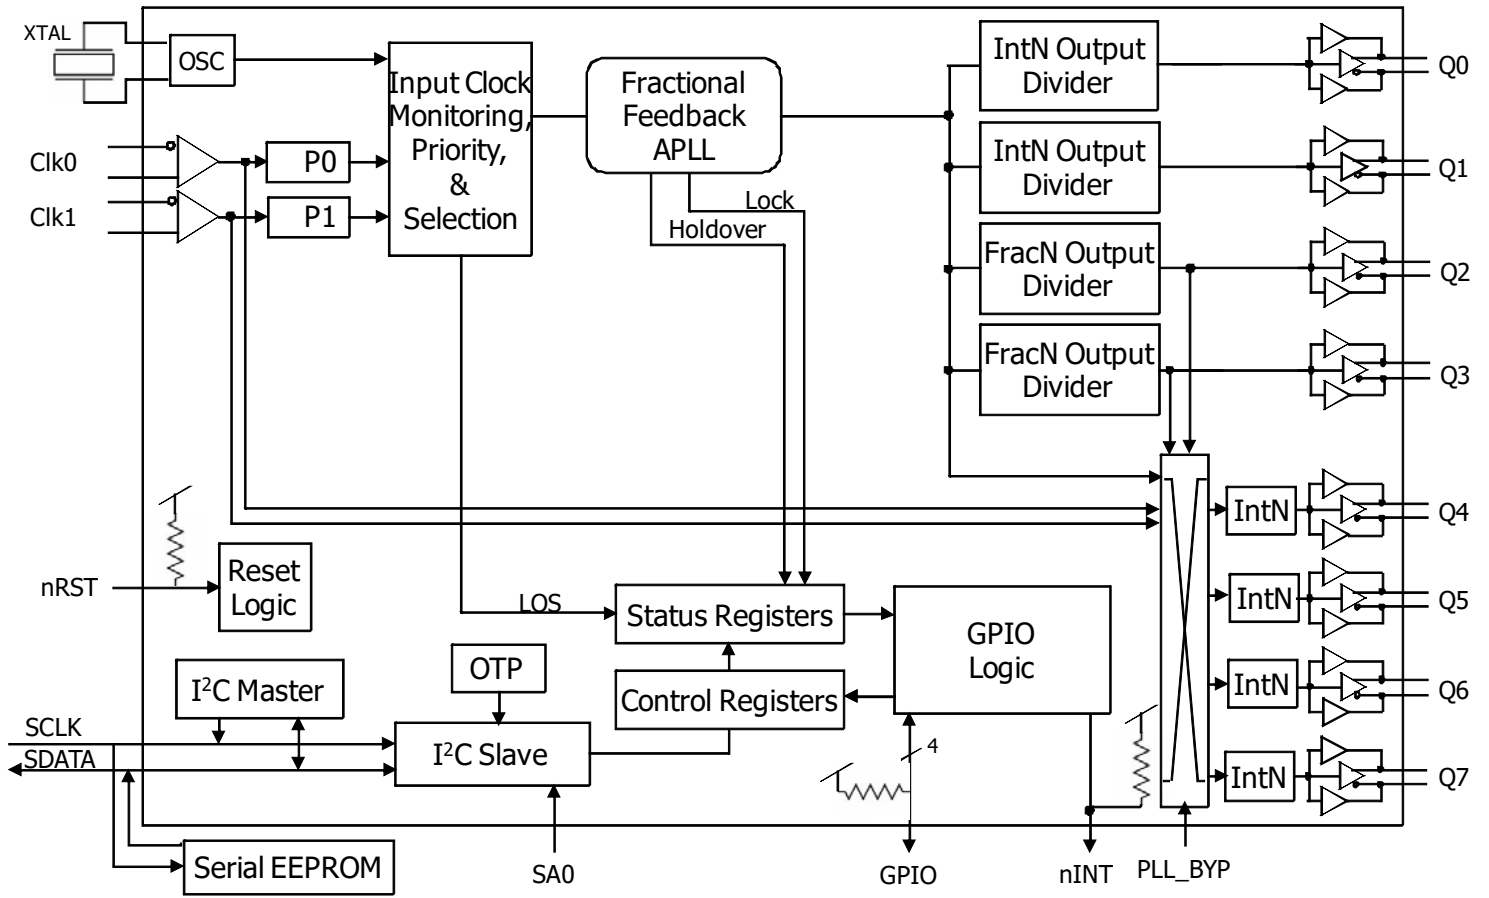 XTAL
OSC
Input Clock
Monitoring,
Priority,
&
Selection
Fractional
Feedback
APLL
IntN Output
Divider
Q0
Clk0
P0
IntN Output
Divider
Q1
Clk1
P1
Lock
Holdover
FracN Output
Divider
Q2
FracN Output
Divider
Q3
IntN
Q4
nRST
Reset
Logic
LOS
Status Registers
GPIO
Logic
IntN
Q5
I²C Master
OTP
Control Registers
IntN
Q6
SCLK
SDATA
I²C Slave
4
IntN
Q7
Serial EEPROM
SA0
GPIO
nINT
PLL_BYP